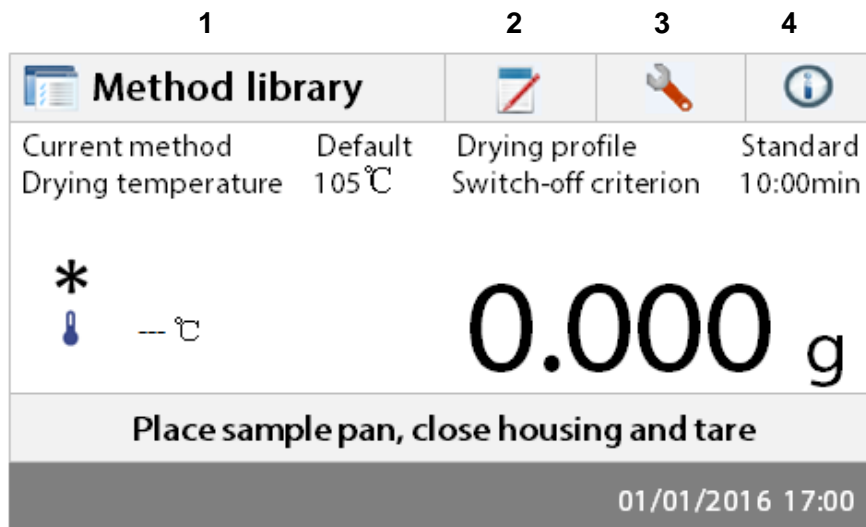 1 2 3 4
Method library
Current method Default Drying profile Standard
Drying temperature 105℃ Switch-off criterion 10:00min
*
--- ℃ 0.000 g
Place sample pan, close housing and tare
01/01/2016 17:00